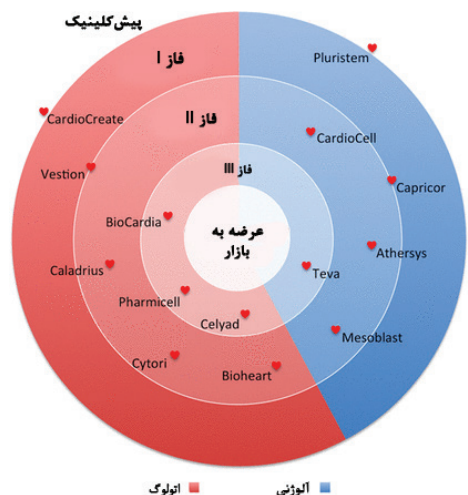 پیش‌کلینیک
فاز I
Pluristem
فاز II
CardioCreate
CardioCell
Vestion
فاز III
Capricor
BioCardia
عرضه به
بازار
Athersys
Caladrius
Teva
Pharmicell
Celyad
Mesoblast
Cytori
Bioheart
آلوژنی
اتولوگ